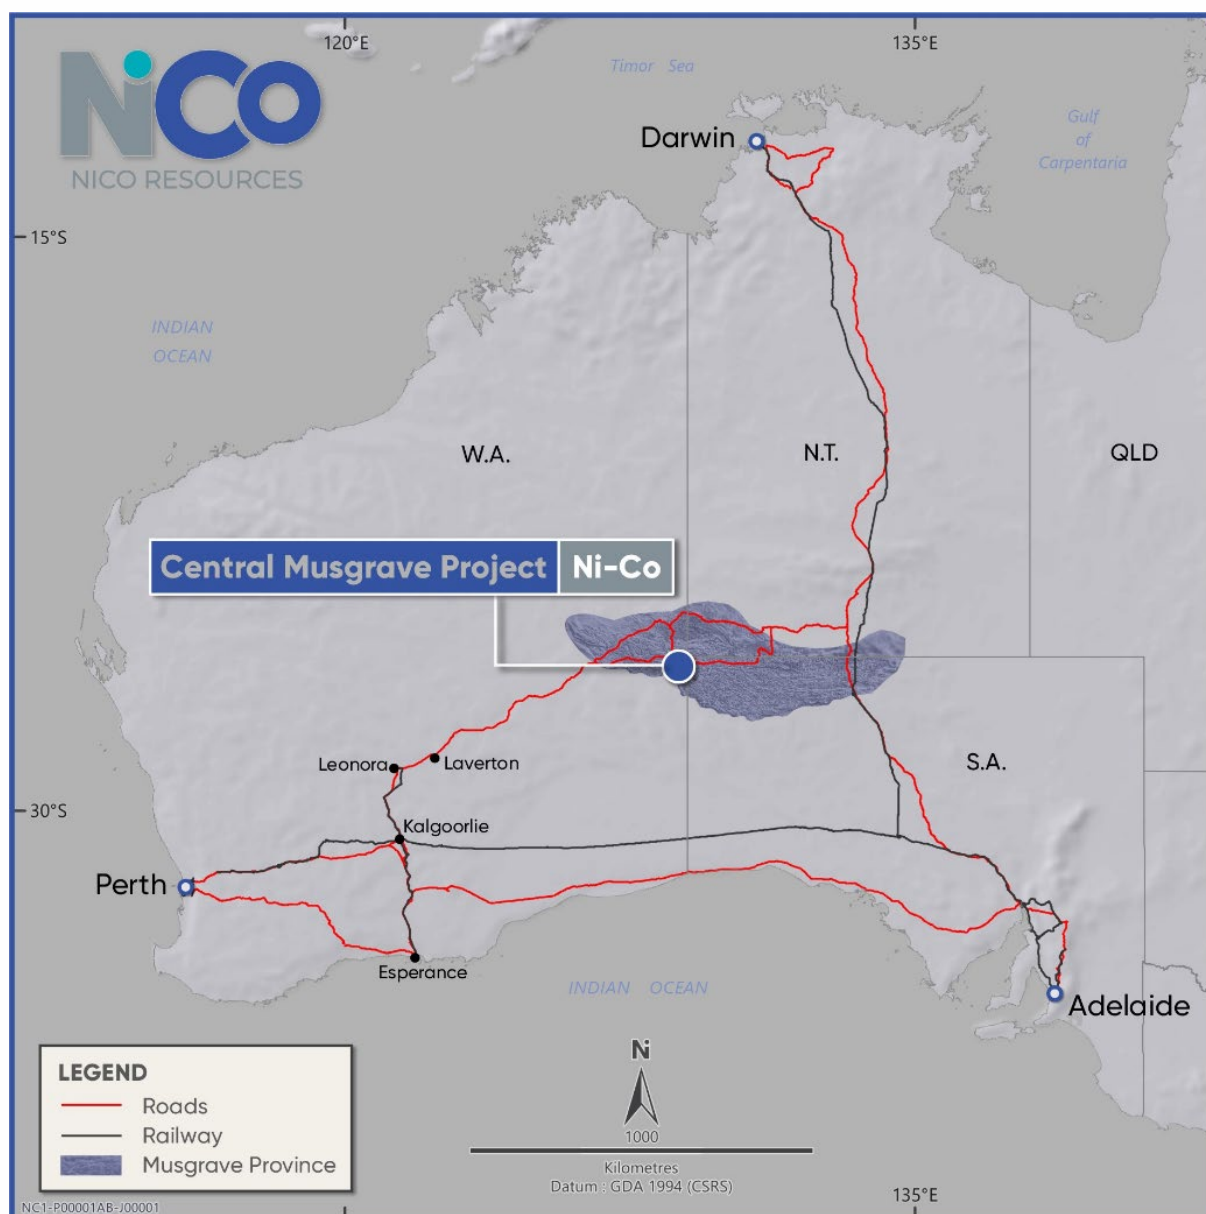 120°E
135°E
NiCo
NICO RESOURCES
Timor Sea
Darwin
Gulf
of
Carpentaria
15°S
INDIAN
OCEAN
W.A.
N.T.
QLD
Central Musgrave Project
Ni-Co
Leonora
Laverton
S.A.
30°S
Kalgoorlie
Perth
Esperance
INDIAN OCEAN
Adelaide
N
LEGEND
Roads
Railway
Musgrave Province
1000
Kilometres
Datum : GDA 1994 (CSRS)
135°E
NC1-P00001AB-J00001